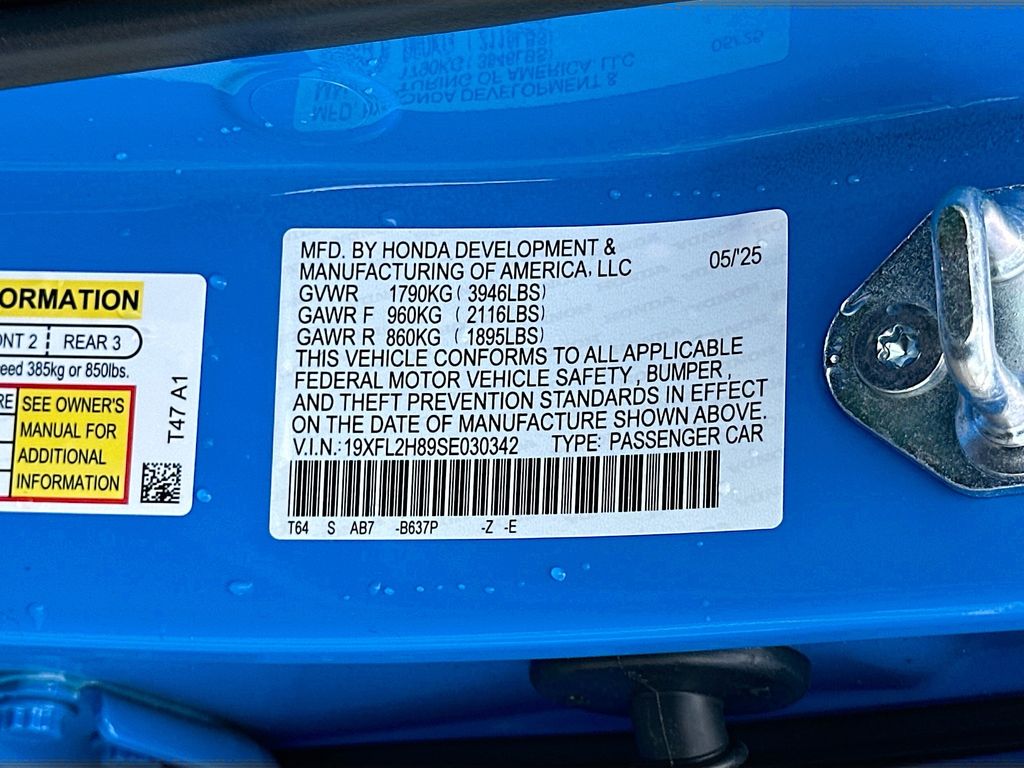 MFD. BY HONDA DEVELOPMENT &
MANUFACTURING OF AMERICA, LLC
05/'25
GVWR 1790KG ( 3946LBS)
GAWR F 960KG ( 2116LBS)
GAWR R 860KG ( 1895LBS)
THIS VEHICLE CONFORMS TO ALL APPLICABLE
FEDERAL MOTOR VEHICLE SAFETY , BUMPER ,
AND THEFT PREVENTION STANDARDS IN EFFECT
ON THE DATE OF MANUFACTURE SHOWN ABOVE.
V.I.N.: 19XFL2H89SE030342 TYPE: PASSENGER CAR
T64 S AB7 -B637P -Z -E
ORMATION
ONT 2 REAR 3
eed 385kg or 850lbs.
RE
SEE OWNER'S
MANUAL FOR
ADDITIONAL
INFORMATION
T47 A1